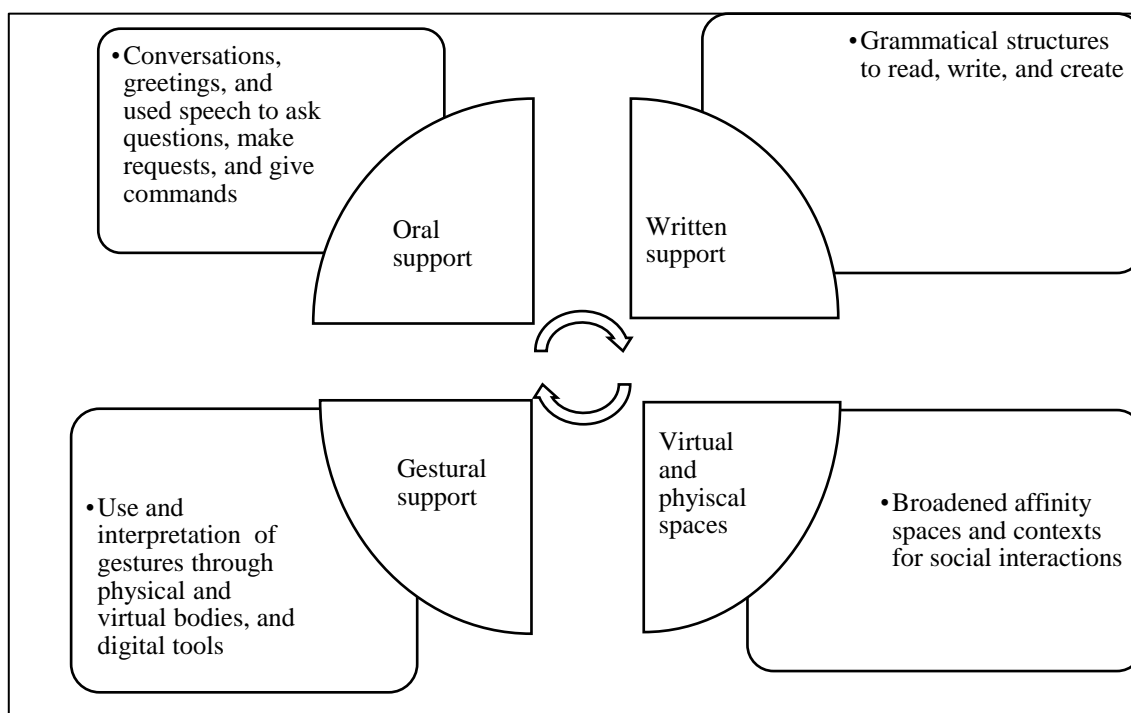 •Conversations,
greetings, and
used speech to ask
questions, make
requests, and give
commands
Oral
support
•Grammatical structures
to read, write, and create
Written
support
•Use and
interpretation of
gestures through
physical and
virtual bodies, and
digital tools
Gestural
support
Virtual
and
phyiscal
spaces
•Broadened affinity
spaces and contexts
for social interactions